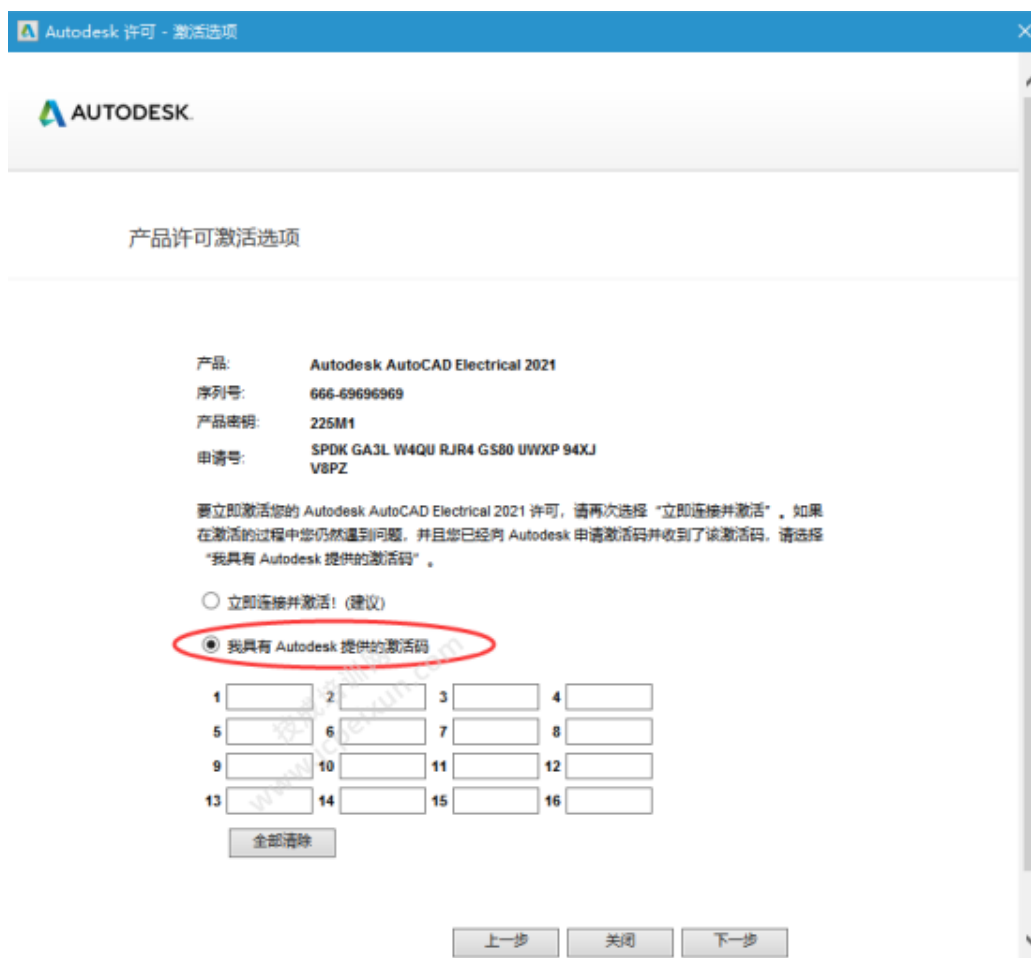 Autodesk 许可 - 激活选项
AUTODESK.
产品许可激活选项
产品: Autodesk AutoCAD Electrical 2021
序列号: 666-69696969
产品密钥: 225M1
申请号: SPDK GA3L W4QU RJR4 GS80 UWXP 94XJ
V8PZ
要立即激活您的 Autodesk AutoCAD Electrical 2021 许可，请再次选择“立即连接并激活”。如果
在激活的过程中您仍然遇到问题，并且您已经向 Autodesk 申请激活码并收到了该激活码，请选择
“我具有 Autodesk 提供的激活码”。
立即连接并激活! (建议)
我具有 Autodesk 提供的激活码
1 2 3 4
5 6 7 8
9 10 11 12
13 14 15 16
技成培训网
www.jcpeixun.com
全部清除
上一步 关闭 下一步